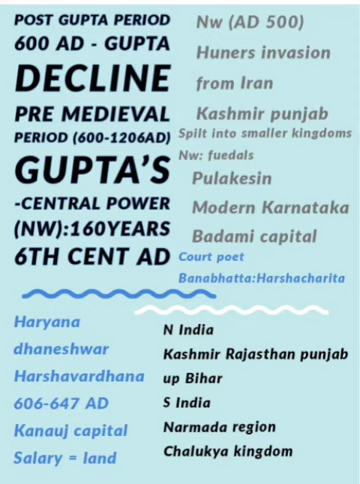 POST GUPTA PERIOD
600 AD - GUPTA
DECLINE
PRE MEDIEVAL
PERIOD (600-1206AD)
GUPTA'S
-CENTRAL POWER
(NW):160YEARS
6TH CENT AD
Nw (AD 500)
Huners invasion
from Iran
Kashmir punjab
Spilt into smaller kingdoms
Nw: fuedals
Pulakesin
Modern Karnataka
Badami capital
Court poet
Banabhatta:Harshacharita
Haryana
dhaneshwar
Harshavardhana
606-647 AD
Kanauj capital
Salary = land
N India
Kashmir Rajasthan punjab
up Bihar
S India
Narmada region
Chalukya kingdom